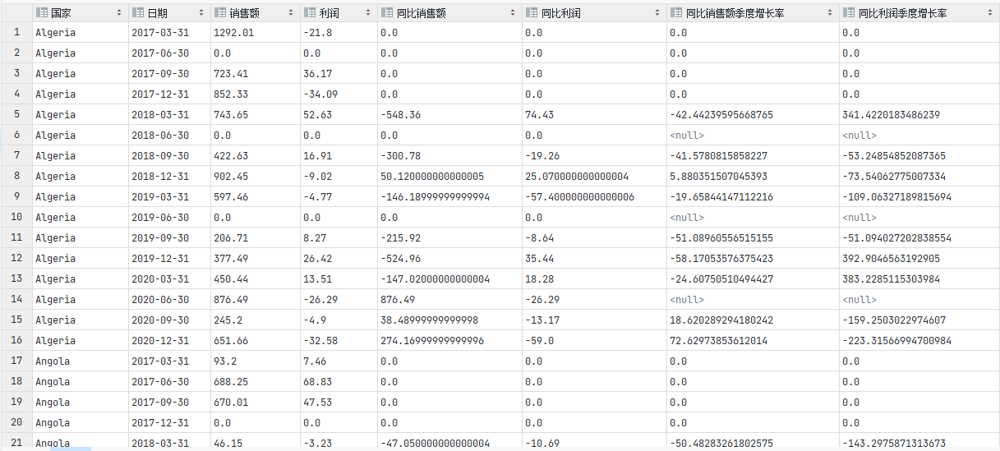 国家 日期 销售额 利润 同比销售额 同比利润 同比销售额季度增长率 同比利润季度增长率
1 Algeria 2017-03-31 1292.01 -21.8 0.0 0.0 0.0 0.0
2 Algeria 2017-06-30 0.0 0.0 0.0 0.0 0.0 0.0
3 Algeria 2017-09-30 723.41 36.17 0.0 0.0 0.0 0.0
4 Algeria 2017-12-31 852.33 -34.09 0.0 0.0 0.0 0.0
5 Algeria 2018-03-31 743.65 52.63 -548.36 74.43 -42.44239595668765 341.4220183486239
6 Algeria 2018-06-30 0.0 0.0 0.0 0.0 <null> <null>
7 Algeria 2018-09-30 422.63 16.91 -300.78 -19.26 -41.5780815858227 -53.24854852087365
8 Algeria 2018-12-31 902.45 -9.02 50.120000000000005 25.070000000000004 5.880351507045393 -73.54062775007334
9 Algeria 2019-03-31 597.46 -4.77 -146.18999999999994 -57.400000000000006 -19.65844147112216 -109.06327189815694
10 Algeria 2019-06-30 0.0 0.0 0.0 0.0 <null> <null>
11 Algeria 2019-09-30 206.71 8.27 -215.92 -8.64 -51.08960556515155 -51.094027202838554
12 Algeria 2019-12-31 377.49 26.42 -524.96 35.44 -58.17053576375423 392.9046563192905
13 Algeria 2020-03-31 450.44 13.51 -147.02000000000004 18.28 -24.60750510494427 383.2285115303984
14 Algeria 2020-06-30 876.49 -26.29 876.49 -26.29 <null> <null>
15 Algeria 2020-09-30 245.2 -4.9 38.48999999999998 -13.17 18.620289294180242 -159.2503022974607
16 Algeria 2020-12-31 651.66 -32.58 274.16999999999996 -59.0 72.62973853612014 -223.31566994700984
17 Angola 2017-03-31 93.2 7.46 0.0 0.0 0.0 0.0
18 Angola 2017-06-30 688.25 68.83 0.0 0.0 0.0 0.0
19 Angola 2017-09-30 670.01 47.53 0.0 0.0 0.0 0.0
20 Angola 2017-12-31 0.0 0.0 0.0 0.0 0.0 0.0
21 Angola 2018-03-31 46.15 -3.23 -47.050000000000004 -10.69 -50.48283261802575 -143.2975871313673